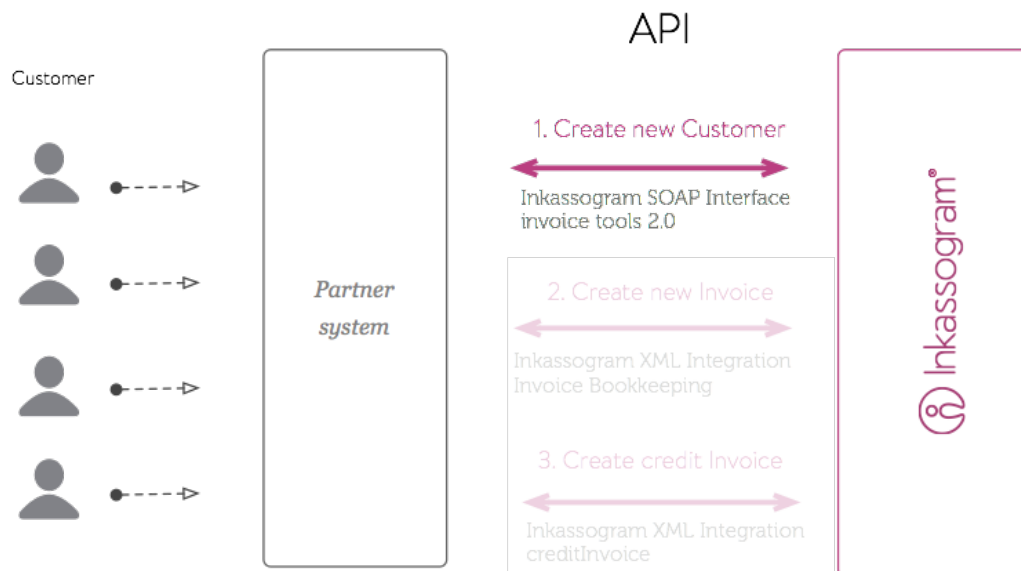 API
Customer
1. Create new Customer
Inkassogram SOAP Interface
invoice tools 2.0
Partner
system
2. Create new Invoice
Inkassogram XML Integration
Invoice Bookkeeping
3. Create credit Invoice
Inkassogram XML Integration
creditInvoice
Inkassogram®